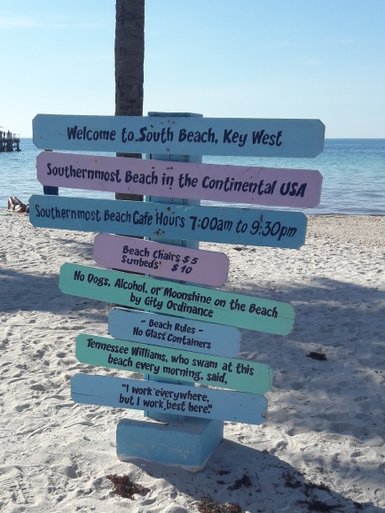 Welcome to South Beach, Key West
Southernmost Beach in the Continental USA
Southernmost Beach Cafe Hours 7:00am to 9:30pm
Beach Chairs $5
Sunbeds $10
No Dogs, Alcohol, or Moonshine on the Beach
by City Ordinance
- Beach Rules -
No Glass Containers
Tennessee Williams, who swam at this
beach every morning, said,
"I work everywhere,
but I work best here."